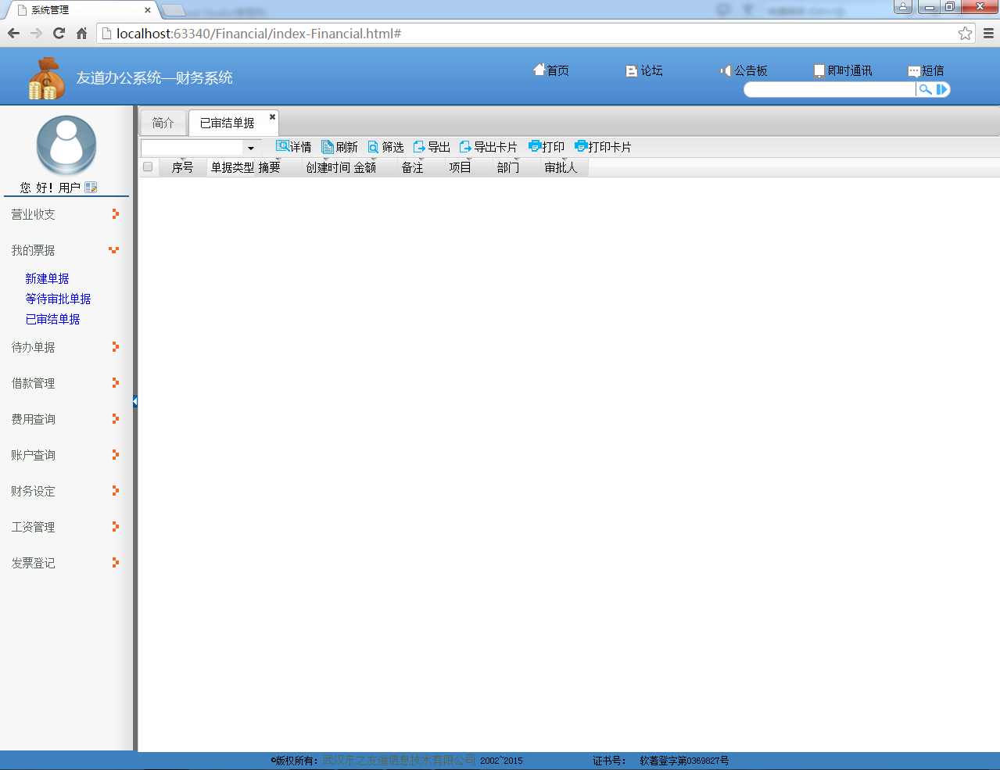 系统管理
localhost:63340/Financial/index-Financial.html#
友道办公系统—财务系统
首页 论坛 公告板 即时通讯 短信
简介 已审结单据
详情 刷新 筛选 导出 导出卡片 打印 打印卡片
序号 单据类型 摘要 创建时间 金额 备注 项目 部门 审批人
您 好！用户
营业收支
我的票据
新建单据
等待审批单据
已审结单据
待办单据
借款管理
费用查询
账户查询
财务设定
工资管理
发票登记
©版权所有：武汉东之友道信息技术有限公司 2002~2015 证书号： 软著登字第0369827号